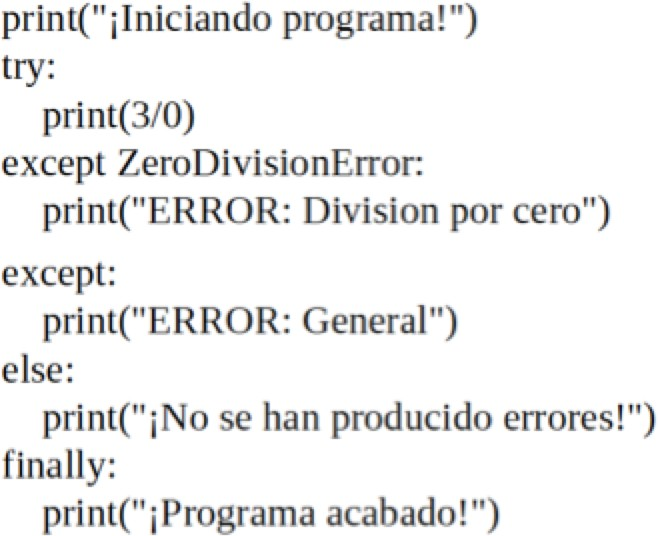 print("¡Iniciando programa!")
try:
    print(3/0)
except ZeroDivisionError:
    print("ERROR: Division por cero")
except:
    print("ERROR: General")
else:
    print("¡No se han producido errores!")
finally:
    print("¡Programa acabado!")